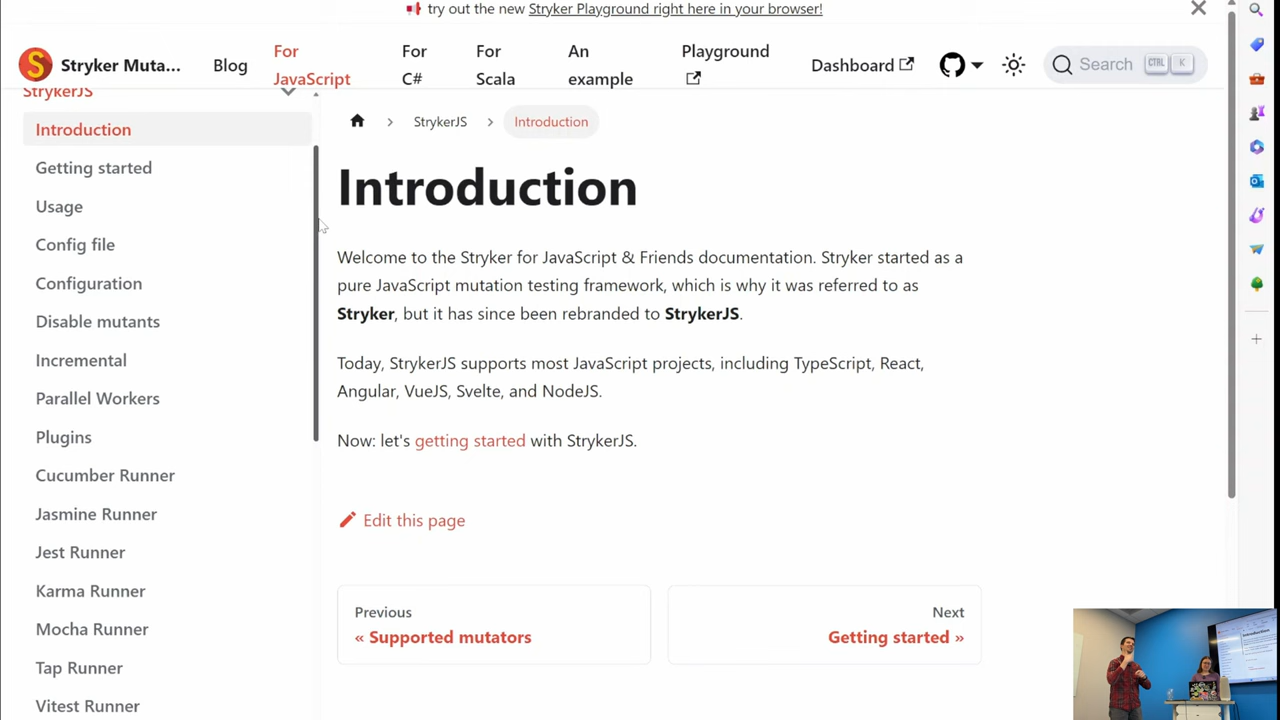 try out the new Stryker Playground right here in your browser!
Stryker Muta...
Blog
For JavaScript
For C#
For Scala
An example
Playground
Dashboard
Search
CTRL K
StrykerJS
Introduction
Getting started
Usage
Config file
Configuration
Disable mutants
Incremental
Parallel Workers
Plugins
Cucumber Runner
Jasmine Runner
Jest Runner
Karma Runner
Mocha Runner
Tap Runner
Vitest Runner
StrykerJS
Introduction
Introduction
Welcome to the Stryker for JavaScript & Friends documentation. Stryker started as a
pure JavaScript mutation testing framework, which is why it was referred to as
Stryker, but it has since been rebranded to StrykerJS.
Today, StrykerJS supports most JavaScript projects, including TypeScript, React,
Angular, VueJS, Svelte, and NodeJS.
Now: let's getting started with StrykerJS.
Edit this page
Previous
« Supported mutators
Next
Getting started »